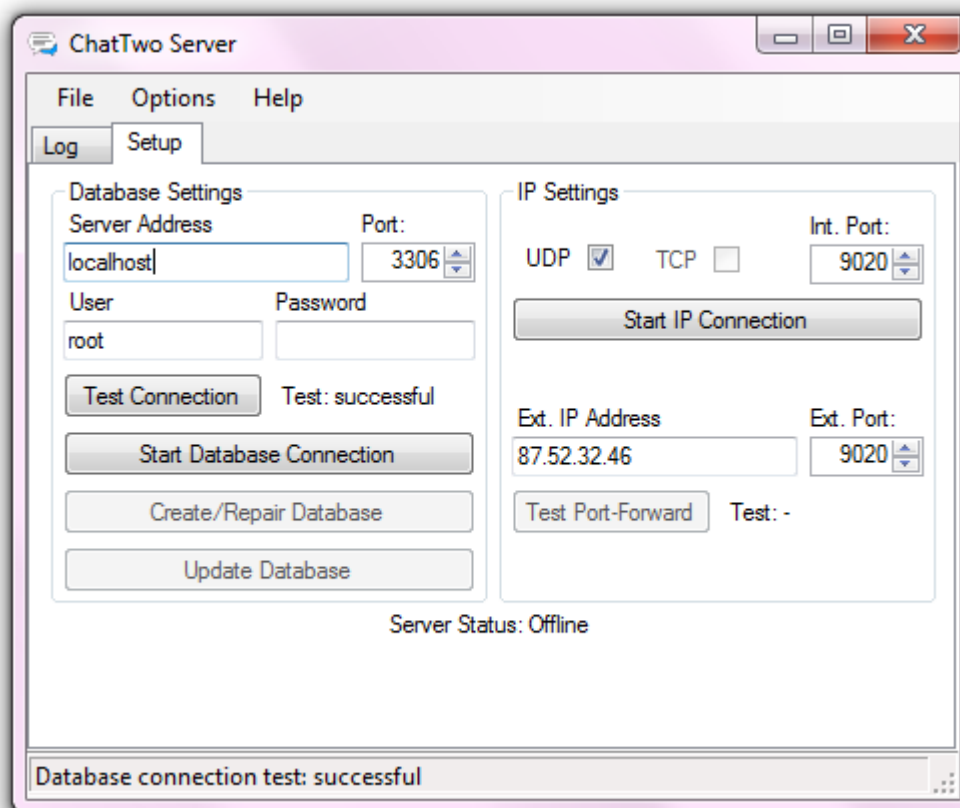 ChatTwo Server
File Options Help
Log Setup
Database Settings
Server Address Port:
localhost 3306
User Password
root
Test Connection Test: successful
Start Database Connection
Create/Repair Database
Update Database
IP Settings
Int. Port:
UDP TCP 9020
Start IP Connection
Ext. IP Address Ext. Port:
87.52.32.46 9020
Test Port-Forward Test: -
Server Status: Offline
Database connection test: successful